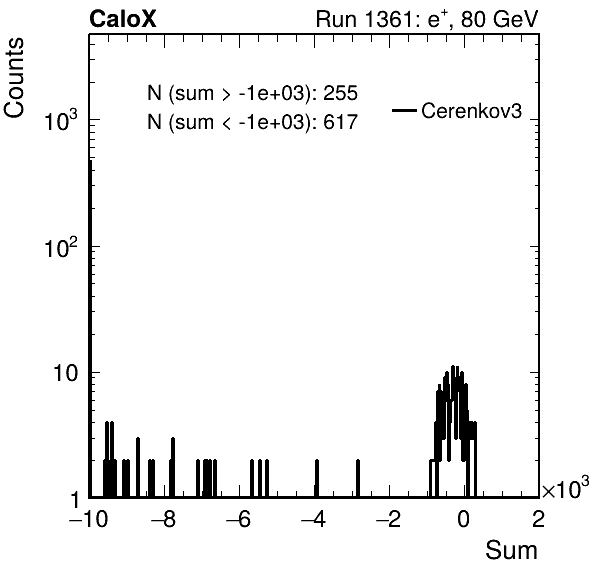 CaloX Run 1361: e⁺, 80 GeV
Counts
N (sum > -1e+03): 255
N (sum < -1e+03): 617
Cerenkov3
10³
10²
10
1
−10 −8 −6 −4 −2 0 2
×10³
Sum